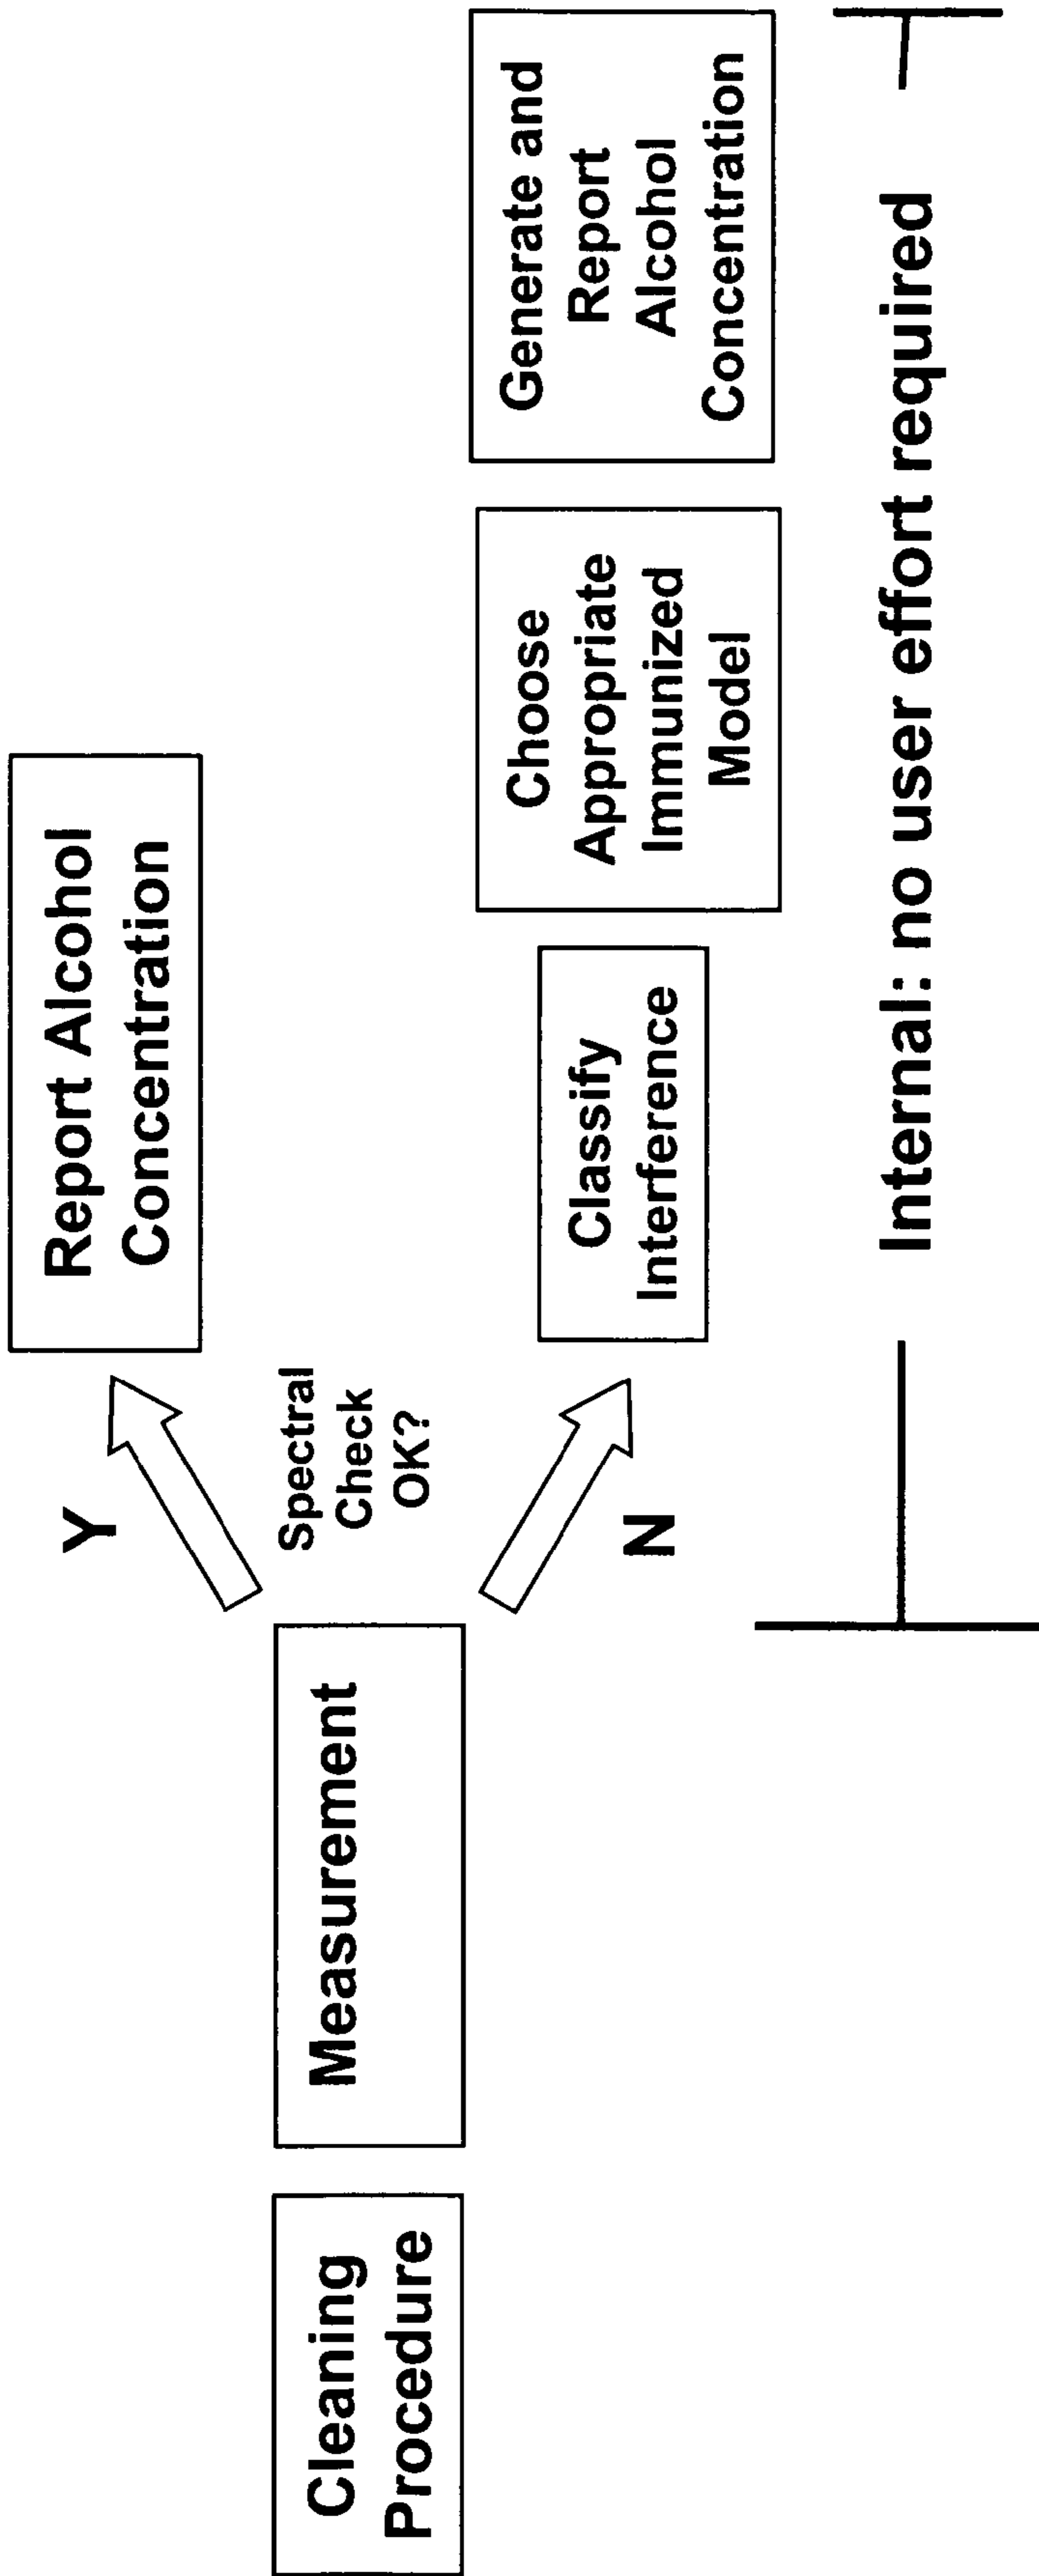 Cleaning
Procedure
Measurement
Y
Spectral
Check
OK?
N
Report Alcohol
Concentration
Classify
Interference
Choose
Appropriate
Immunized
Model
Generate and
Report
Alcohol
Concentration
Internal: no user effort required